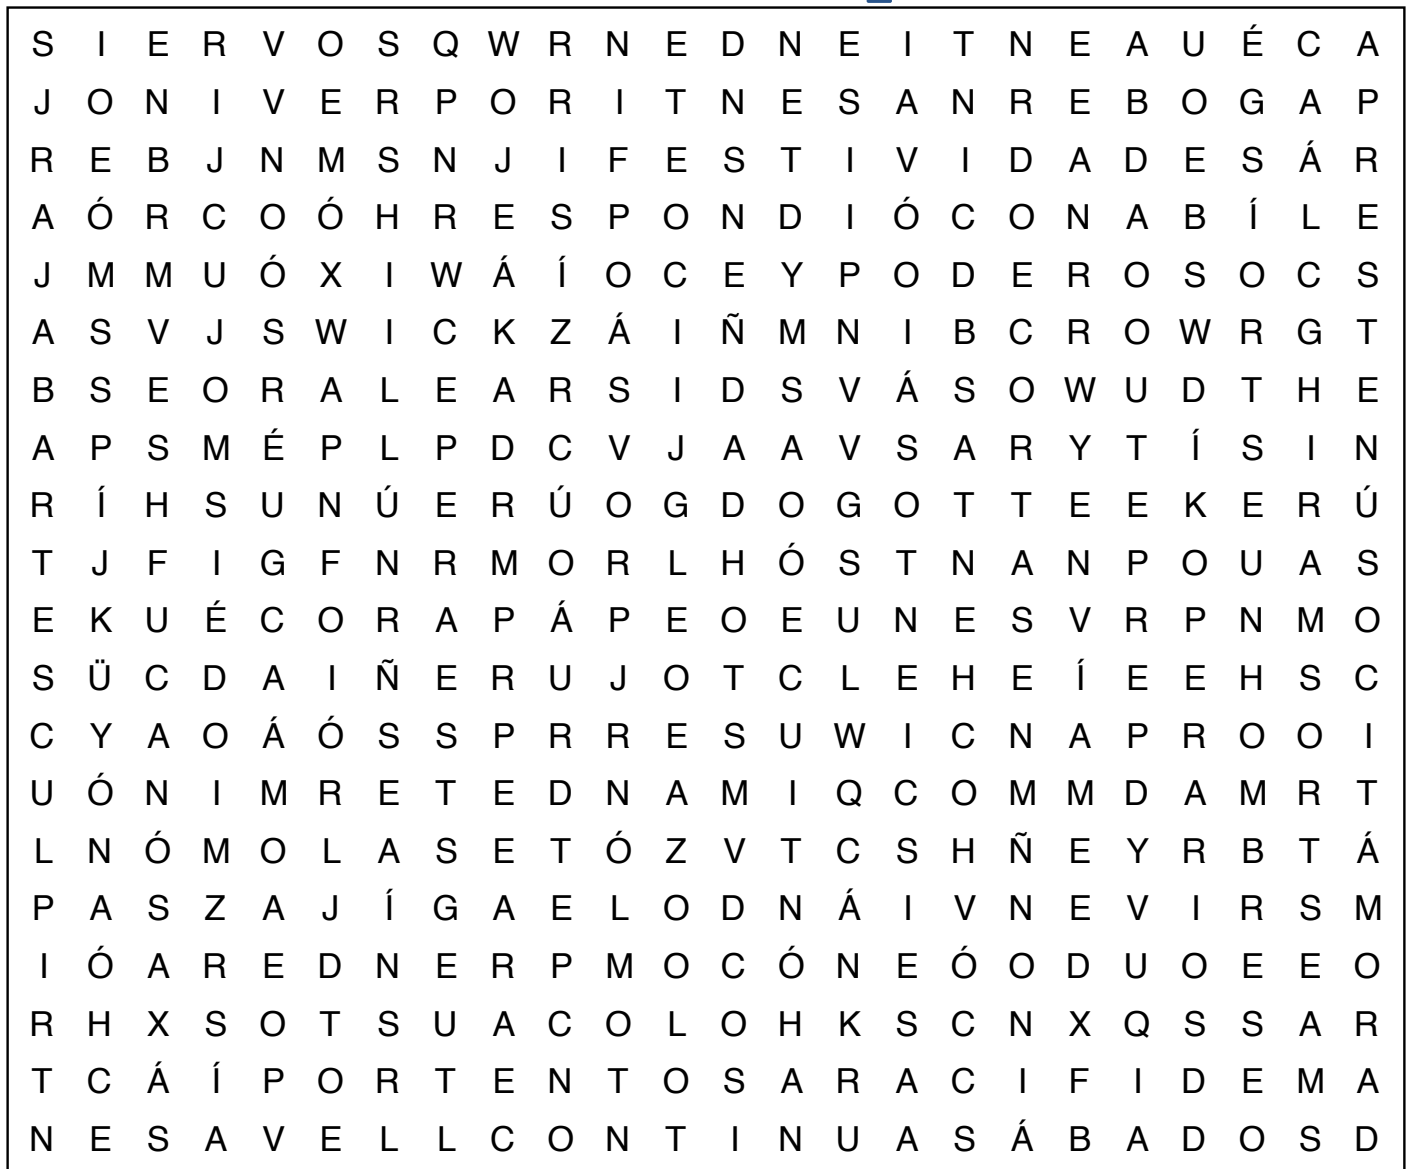 S I E R V O S Q W R N E D N E I T N E A U É C A
J O N I V E R P O R I T N E S A N R E B O G A P
R E B J N M S N J I F E S T I V I D A D E S Á R
A Ó R C O Ó H R E S P O N D I Ó C O N A B Í L E
J M M U Ó X I W Á Í O C E Y P O D E R O S O C S
A S V J S W I C K Z Á I Ñ M N I B C R O W R G T
B S E O R A L E A R S I D S V Á S O W U D T H E
A P S M É P L P D C V J A A V S A R Y T Í S I N
R Í H S U N Ú E R Ú O G D O G O T T E E K E R Ú
T J F I G F N R M O R L H Ó S T N A N P O U A S
E K U É C O R A P Á P E O E U N E S V R P N M O
S Ü C D A I Ñ E R U J O T C L E H E Í E E H S C
C Y A O Á Ó S S P R R E S U W I C N A P R O O I
U Ó N I M R E T E D N A M I Q C O M M D A M R T
L N Ó M O L A S E T Ó Z V T C S H Ñ E Y R B T Á
P A S Z A J Í G A E L O D N Á I V N E V I R S M
I Ó A R E D N E R P M O C Ó N E Ó O D U O E E O
R H X S O T S U A C O L O H K S C N X Q S S A R
T C Á Í P O R T E N T O S A R A C I F I D E M A
N E S A V E L L C O N T I N U A S Á B A D O S D